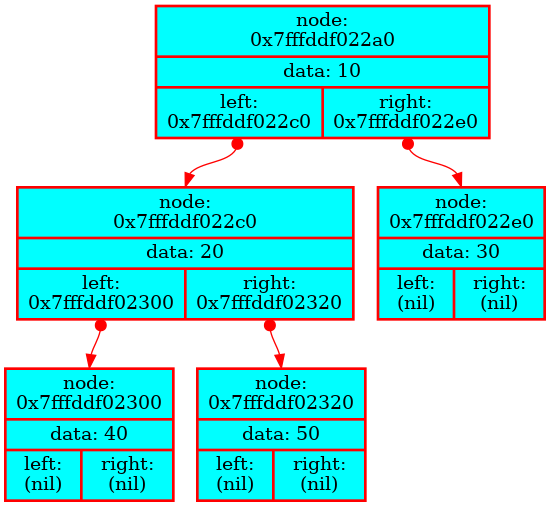 node:
0x7fffddf022a0
data: 10
left:
0x7fffddf022c0
right:
0x7fffddf022e0
node:
0x7fffddf022c0
data: 20
left:
0x7fffddf02300
right:
0x7fffddf02320
node:
0x7fffddf022e0
data: 30
left:
(nil)
right:
(nil)
node:
0x7fffddf02300
data: 40
left:
(nil)
right:
(nil)
node:
0x7fffddf02320
data: 50
left:
(nil)
right:
(nil)